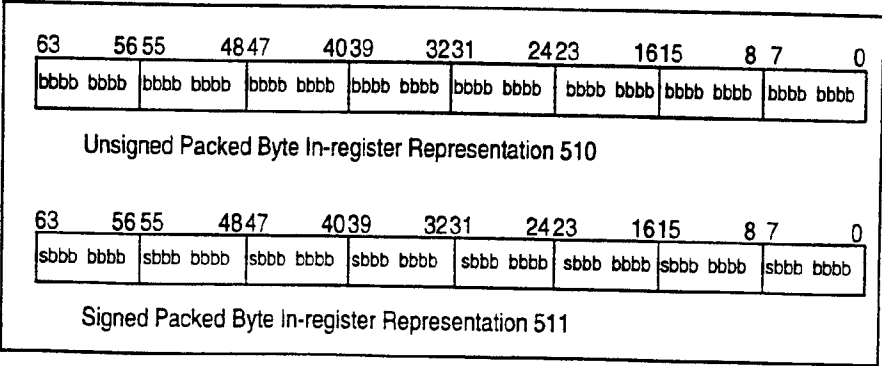 63 56 55 48 47 40 39 32 31 24 23 16 15 8 7 0
bbbb bbbb bbbb bbbb bbbb bbbb bbbb bbbb bbbb bbbb bbbb bbbb bbbb bbbb bbbb bbbb
Unsigned Packed Byte In-register Representation 510
63 56 55 48 47 40 39 32 31 24 23 16 15 8 7 0
sbbb bbbb sbbb bbbb sbbb bbbb sbbb bbbb sbbb bbbb sbbb bbbb sbbb bbbb sbbb bbbb
Signed Packed Byte In-register Representation 511